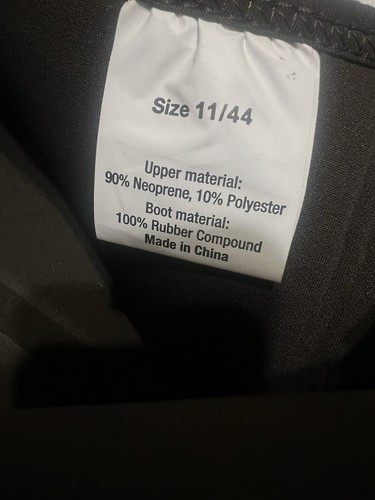 Size 11/44
Upper material:
90% Neoprene, 10% Polyester
Boot material:
100% Rubber Compound
Made in China